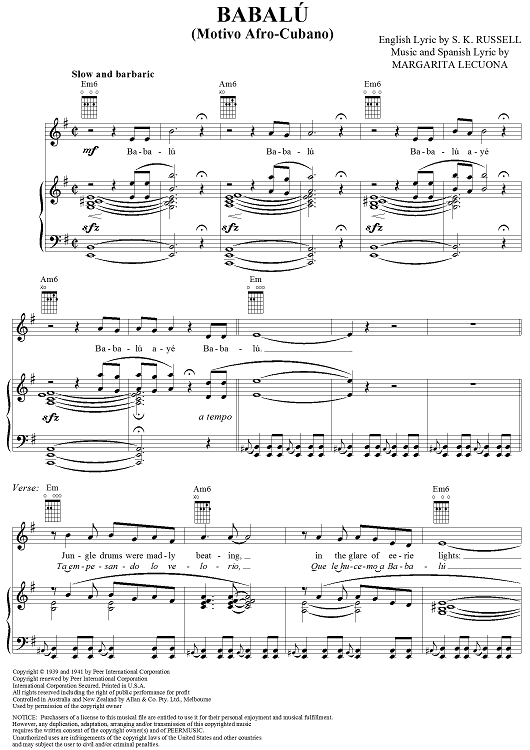 BABALÚ
(Motivo Afro-Cubano)
English Lyric by S. K. RUSSELL
Music and Spanish Lyric by
MARGARITA LECUONA
Slow and barbaric
Em6 Am6 Em6
mf Ba - ba - lú Ba - ba - lú Ba - ba - lú a - yé
sfz sfz sfz
Am6 Em
Ba - ba - lú a - yé Ba - ba - lú.
sfz a tempo
Verse: Em Am6 Em6
Jun - gle drums were mad - ly beat - ing, in the glare of ee - rie lights:
Ta em - pe - san - do lo ve - lo - rio, Que le hu - ce - mo a Ba - ba - lú
Copyright © 1939 and 1941 by Peer International Corporation
Copyright renewed by Peer International Corporation
International Corporation Secured. Printed in U.S.A.
All rights reserved including the right of public performance for profit
Controlled in Australia and New Zealand by Allan & Co. Pty. Ltd., Melbourne
Used by permission of the copyright owner
NOTICE: Purchasers of a license to this musical file are entitled to use it for their personal enjoyment and musical fulfillment.
However, any duplication, adaptation, arranging and/or transmission of this copyrighted music
requires the written consent of the copyright owner(s) and of PEERMUSIC.
Unauthorized uses are infringements of the copyright laws of the United States and other countries
and may subject the user to civil and/or criminal penalties.